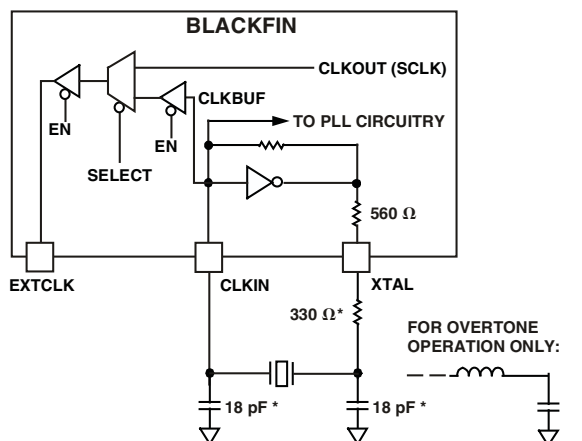 BLACKFIN
CLKOUT (SCLK)
CLKBUF
TO PLL CIRCUITRY
EN
EN
SELECT
560 Ω
EXTCLK
CLKIN
XTAL
330 Ω*
FOR OVERTONE
OPERATION ONLY:
18 pF *
18 pF *